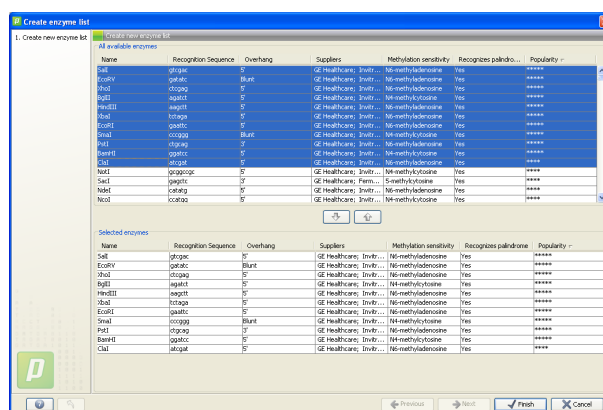 Create enzyme list
1. Create new enzyme list
Create new enzyme list
All available enzymes
Name Recognition Sequence Overhang Suppliers Methylation sensitivity Recognizes palindro... Popularity
SalI gtcgac 5' GE Healthcare; Invitr... N6-methyladenosine Yes *****
EcoRV gatatc Blunt GE Healthcare; Invitr... N6-methyladenosine Yes *****
XhoI ctcgag 5' GE Healthcare; Invitr... N6-methyladenosine Yes *****
BglII agatct 5' GE Healthcare; Invitr... N4-methylcytosine Yes *****
HindIII aagctt 5' GE Healthcare; Invitr... N6-methyladenosine Yes *****
XbaI tctaga 5' GE Healthcare; Invitr... N6-methyladenosine Yes *****
EcoRI gaattc 5' GE Healthcare; Invitr... N6-methyladenosine Yes *****
SmaI cccggg Blunt GE Healthcare; Invitr... N4-methylcytosine Yes *****
PstI ctgcag 3' GE Healthcare; Invitr... N6-methyladenosine Yes *****
BamHI ggatcc 5' GE Healthcare; Invitr... N4-methylcytosine Yes *****
ClaI atcgat 5' GE Healthcare; Invitr... N6-methyladenosine Yes ****
NotI gcggccgc 5' GE Healthcare; Invitr... N4-methylcytosine Yes ****
SacI gagctc 3' GE Healthcare; Ferm... 5-methylcytosine Yes ****
NdeI catatg 5' GE Healthcare; Invitr... N6-methyladenosine Yes ****
NcoI ccatgg 5' GE Healthcare; Invitr... N4-methylcytosine Yes ****
Selected enzymes
Name Recognition Sequence Overhang Suppliers Methylation sensitivity Recognizes palindrome Popularity
SalI gtcgac 5' GE Healthcare; Invitr... N6-methyladenosine Yes *****
EcoRV gatatc Blunt GE Healthcare; Invitr... N6-methyladenosine Yes *****
XhoI ctcgag 5' GE Healthcare; Invitr... N6-methyladenosine Yes *****
BglII agatct 5' GE Healthcare; Invitr... N4-methylcytosine Yes *****
HindIII aagctt 5' GE Healthcare; Invitr... N6-methyladenosine Yes *****
XbaI tctaga 5' GE Healthcare; Invitr... N6-methyladenosine Yes *****
EcoRI gaattc 5' GE Healthcare; Invitr... N6-methyladenosine Yes *****
SmaI cccggg Blunt GE Healthcare; Invitr... N4-methylcytosine Yes *****
PstI ctgcag 3' GE Healthcare; Invitr... N6-methyladenosine Yes *****
BamHI ggatcc 5' GE Healthcare; Invitr... N4-methylcytosine Yes *****
ClaI atcgat 5' GE Healthcare; Invitr... N6-methyladenosine Yes ****
Previous Next Finish Cancel